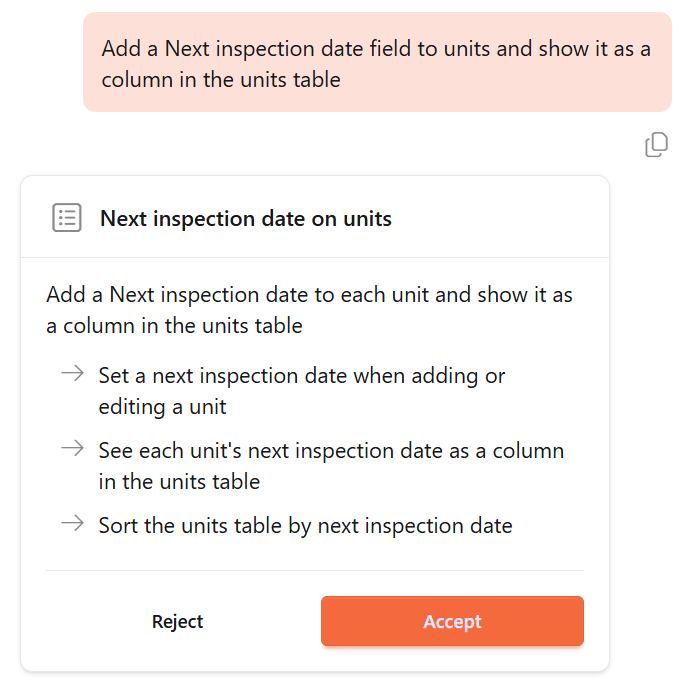 Add a Next inspection date field to units and show it as a
column in the units table
Next inspection date on units
Add a Next inspection date to each unit and show it as
a column in the units table
Set a next inspection date when adding or
editing a unit
See each unit's next inspection date as a column
in the units table
Sort the units table by next inspection date
Reject
Accept